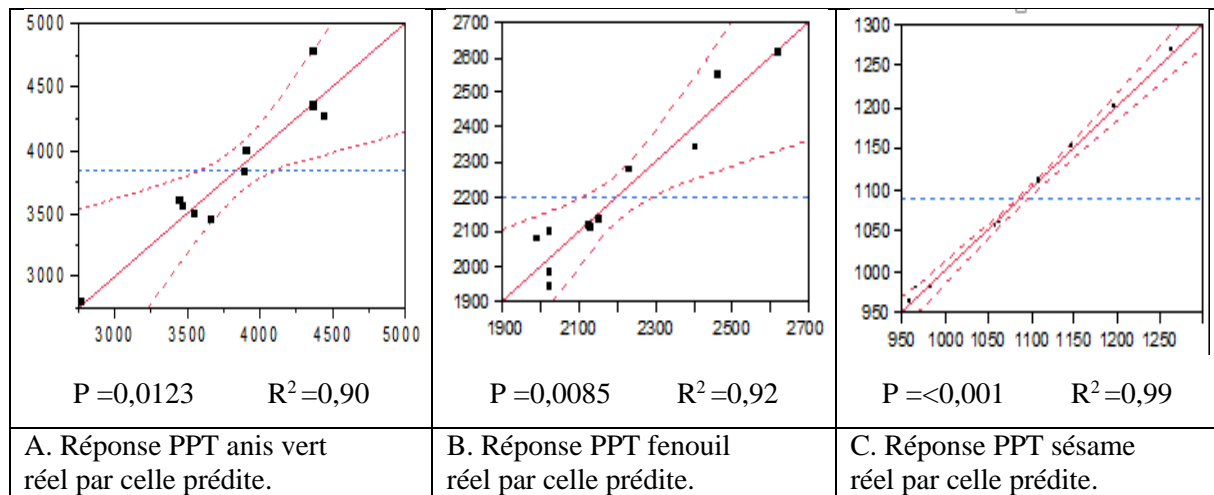 5000
4500
4000
3500
3000
3000 3500 4000 4500 5000
2700
2600
2500
2400
2300
2200
2100
2000
1900
1900 2100 2300 2500 2700
1300
1250
1200
1150
1100
1050
1000
950
950 1000 1050 1100 1150 1200 1250
P =0,0123 R² =0,90
P =0,0085 R² =0,92
P =<0,001 R² =0,99
A. Réponse PPT anis vert
réel par celle prédite.
B. Réponse PPT fenouil
réel par celle prédite.
C. Réponse PPT sésame
réel par celle prédite.